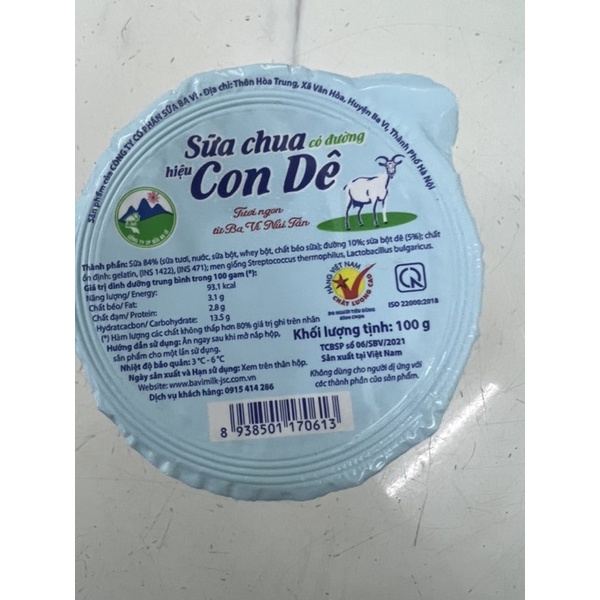 Sản phẩm của CÔNG TY CỔ PHẦN SỮA BA VÌ - Địa chỉ: Thôn Hòa Trung, Xã Vân Hòa, Huyện Ba Vì, Thành Phố Hà Nội
Sữa chua có đường
hiệu Con Dê
Tươi ngon
từ Ba Vì Núi Tản
Thành phần: Sữa 84% (sữa tươi, nước, sữa bột, whey bột, chất béo sữa); đường 10%; sữa bột dê (5%); chất
ổn định: gelatin, (INS 1422), (INS 471); men giống Streptococcus thermophilus, Lactobacillus bulgaricus.
Giá trị dinh dưỡng trung bình trong 100 gam (*):
Năng lượng/ Energy: 93.1 kcal
Chất béo/ Fat: 3.1 g
Chất đạm/ Protein: 2.8 g
Hydratcacbon/ Carbohydrate: 13.5 g
(*) Hàm lượng các chất không thấp hơn 80% giá trị ghi trên nhãn
Hướng dẫn sử dụng: Ăn ngay sau khi mở nắp hộp,
sản phẩm cho một lần sử dụng.
Nhiệt độ bảo quản: 3°C - 6°C
Ngày sản xuất và Hạn sử dụng: Xem trên thân hộp.
Website: www.bavimilk-jsc.com.vn
Dịch vụ khách hàng: 0915 414 286
HÀNG VIỆT NAM
CHẤT LƯỢNG CAO
DO NGƯỜI TIÊU DÙNG
BÌNH CHỌN
ISO 22000:2018
Khối lượng tịnh: 100 g
TCBSP số 06/SBV/2021
Sản xuất tại Việt Nam
Không dùng cho người dị ứng với
các thành phần của sản phẩm.
8 938501 170613